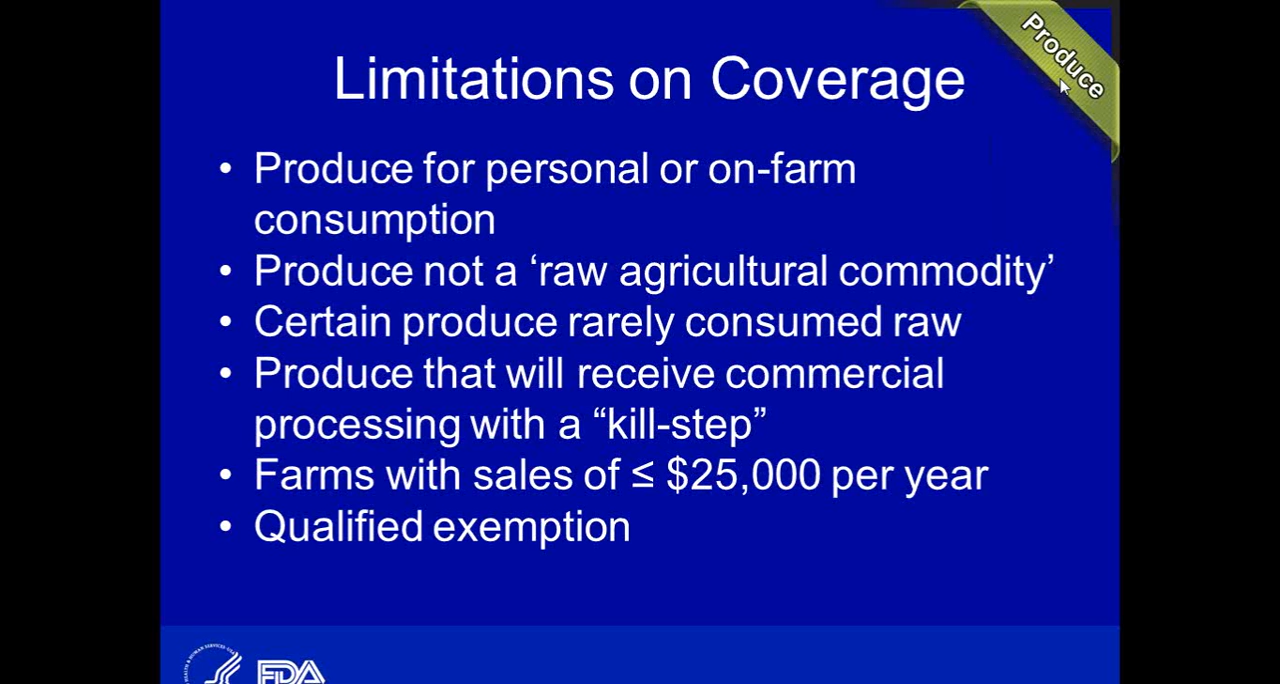 Produce
Limitations on Coverage
• Produce for personal or on-farm
consumption
• Produce not a ‘raw agricultural commodity’
• Certain produce rarely consumed raw
• Produce that will receive commercial
processing with a “kill-step”
• Farms with sales of ≤ $25,000 per year
• Qualified exemption
FDA